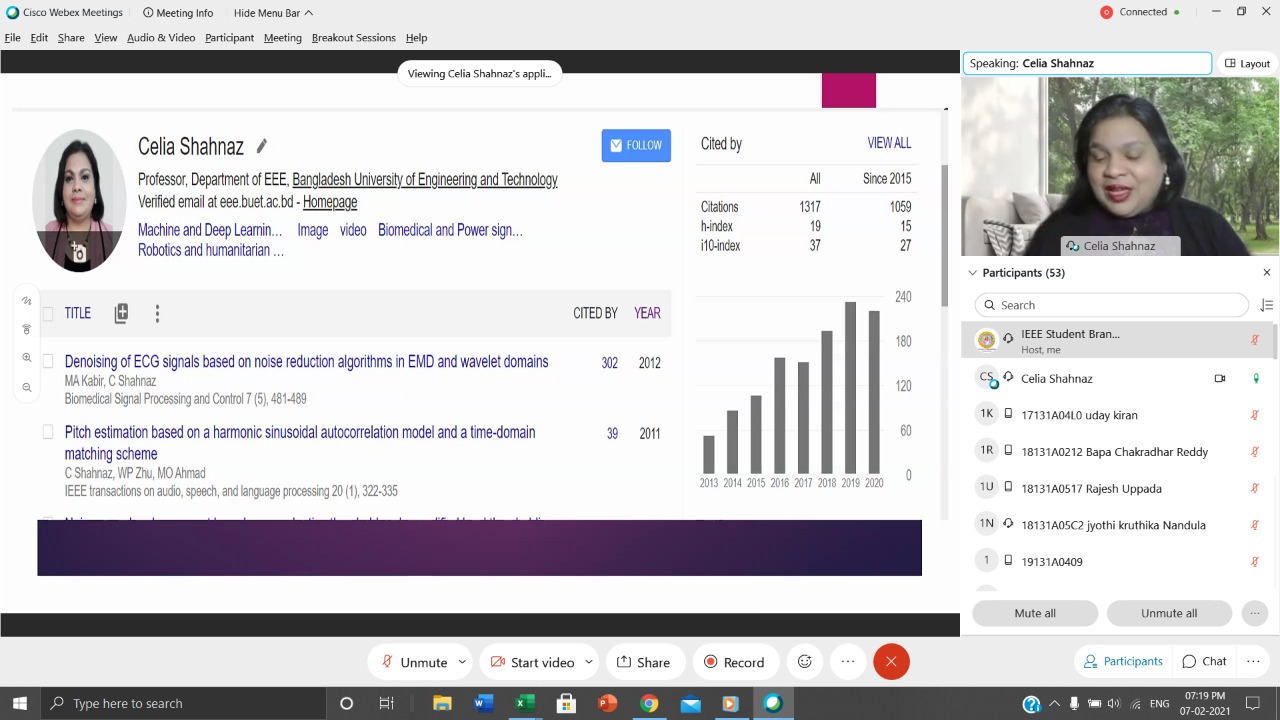 Cisco Webex Meetings
Meeting Info
Hide Menu Bar
Connected
File Edit Share View Audio & Video Participant Meeting Breakout Sessions Help
Viewing Celia Shahnaz's appli...
Speaking: Celia Shahnaz
Layout
Celia Shahnaz
FOLLOW
Professor, Department of EEE, Bangladesh University of Engineering and Technology
Verified email at eee.buet.ac.bd - Homepage
Machine and Deep Learnin... Image video Biomedical and Power sign...
Robotics and humanitarian ...
Cited by VIEW ALL
All Since 2015
Citations 1317 1059
h-index 19 15
i10-index 37 27
240
180
120
60
0
2013 2014 2015 2016 2017 2018 2019 2020
TITLE CITED BY YEAR
Denoising of ECG signals based on noise reduction algorithms in EMD and wavelet domains 302 2012
MA Kabir, C Shahnaz
Biomedical Signal Processing and Control 7 (5), 481-489
Pitch estimation based on a harmonic sinusoidal autocorrelation model and a time-domain 39 2011
matching scheme
C Shahnaz, WP Zhu, MO Ahmad
IEEE transactions on audio, speech, and language processing 20 (1), 322-335
Celia Shahnaz
Participants (53)
Search
IEEE Student Bran...
Host, me
CS Celia Shahnaz
1K 17131A04L0 uday kiran
1R 18131A0212 Bapa Chakradhar Reddy
1U 18131A0517 Rajesh Uppada
1N 18131A05C2 jyothi kruthika Nandula
1 19131A0409
Mute all Unmute all
Unmute Start video Share Record
Participants Chat
Type here to search
ENG
07:19 PM
07-02-2021